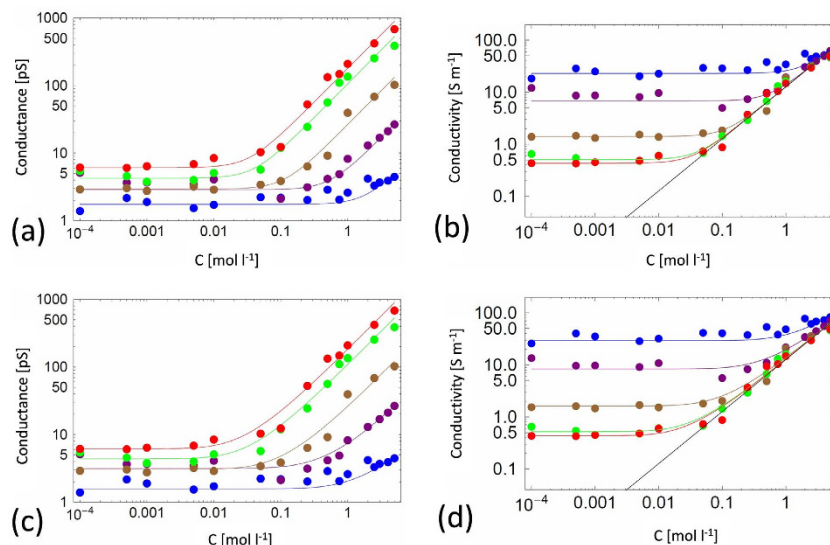 1000
500
100
50
10
5
1
10⁻⁴ 0.001 0.01 0.1 1
Conductance [pS]
C [mol l⁻¹]
(a)
50.0
10.0
5.0
1.0
0.5
0.1
10⁻⁴ 0.001 0.01 0.1 1
Conductivity [S m⁻¹]
C [mol l⁻¹]
(b)
1000
500
100
50
10
5
1
10⁻⁴ 0.001 0.01 0.1 1
Conductance [pS]
C [mol l⁻¹]
(c)
100.0
50.0
10.0
5.0
1.0
0.5
0.1
10⁻⁴ 0.001 0.01 0.1 1
Conductivity [S m⁻¹]
C [mol l⁻¹]
(d)